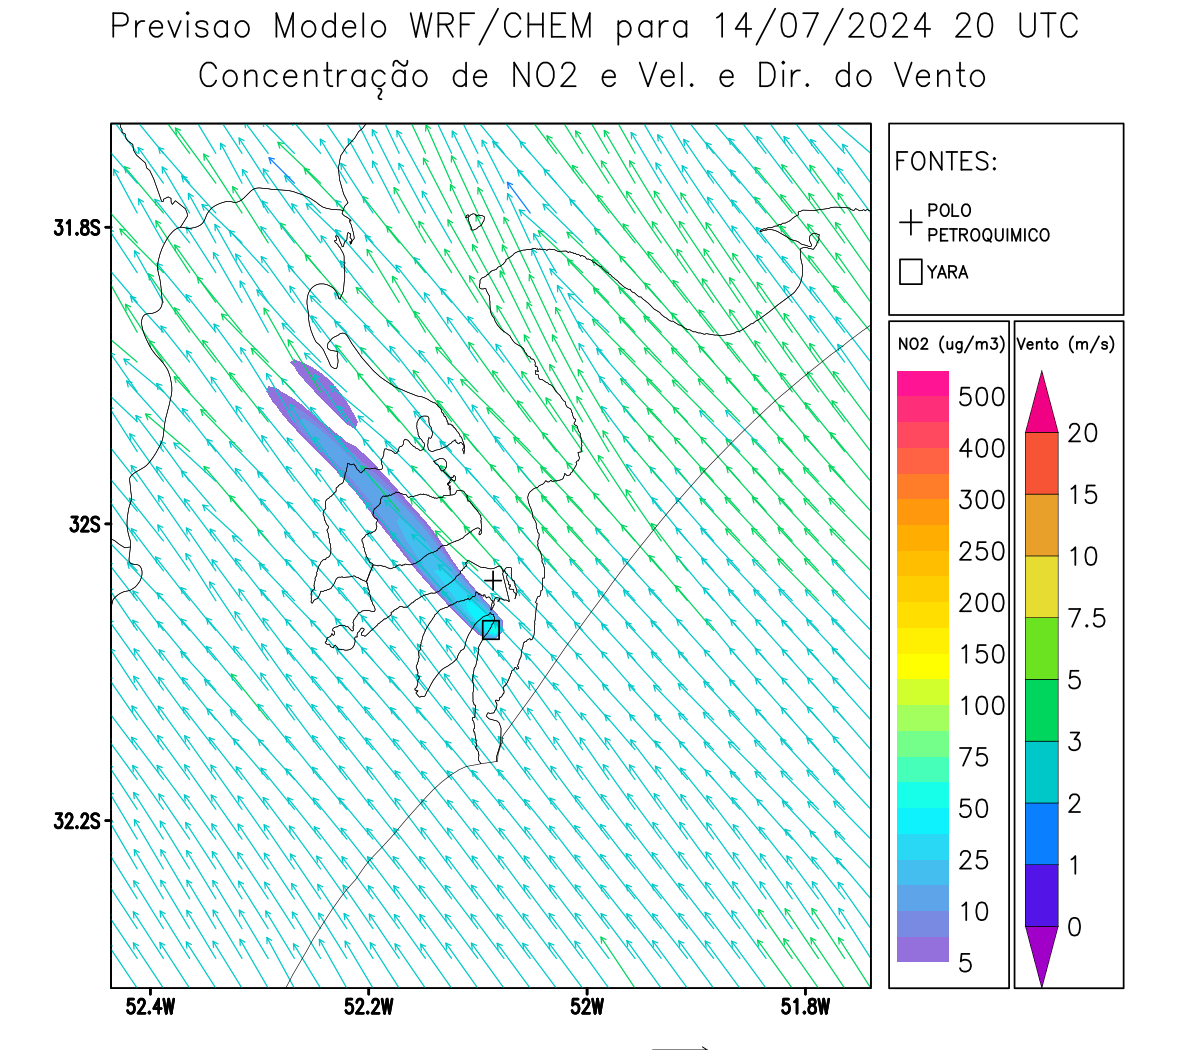 Previsao Modelo WRF/CHEM para 14/07/2024 20 UTC
Concentração de NO2 e Vel. e Dir. do Vento
FONTES:
POLO
PETROQUIMICO
YARA
NO2 (ug/m3)
500
400
300
250
200
150
100
75
50
25
10
5
Vento (m/s)
20
15
10
7.5
5
3
2
1
0
31.8S
32S
32.2S
52.4W
52.2W
52W
51.8W